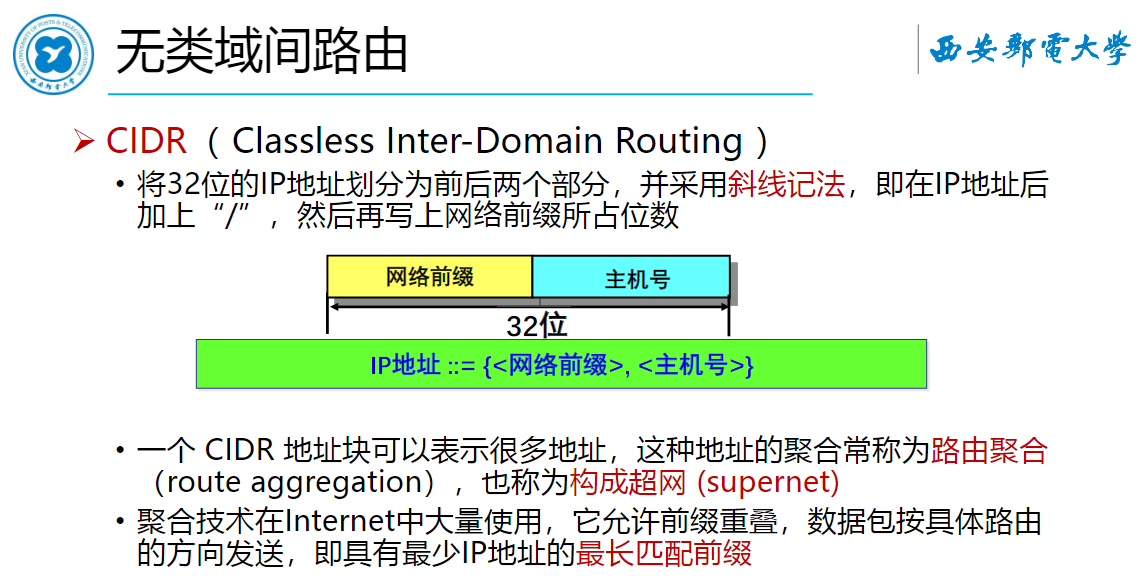 无类域间路由
西安邮电大学
CIDR（Classless Inter-Domain Routing）
• 将32位的IP地址划分为前后两个部分，并采用斜线记法，即在IP地址后
加上“/”，然后再写上网络前缀所占位数
网络前缀
主机号
32位
IP地址 ::= {<网络前缀>, <主机号>}
• 一个 CIDR 地址块可以表示很多地址，这种地址的聚合常称为路由聚合
（route aggregation），也称为构成超网 (supernet)
• 聚合技术在Internet中大量使用，它允许前缀重叠，数据包按具体路由
的方向发送，即具有最少IP地址的最长匹配前缀